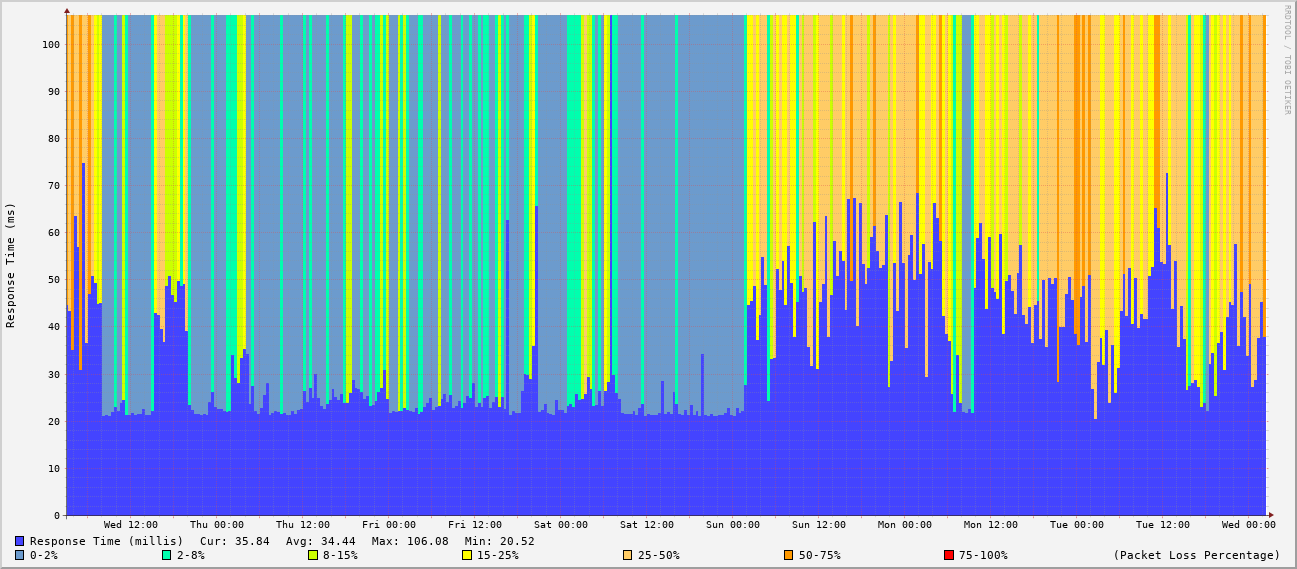 RRDTOOL / TOBI OETIKER
Response Time (ms)
100
90
80
70
60
50
40
30
20
10
0
Wed 12:00 Thu 00:00 Thu 12:00 Fri 00:00 Fri 12:00 Sat 00:00 Sat 12:00 Sun 00:00 Sun 12:00 Mon 00:00 Mon 12:00 Tue 00:00 Tue 12:00 Wed 00:00
Response Time (millis) Cur: 35.84 Avg: 34.44 Max: 106.08 Min: 20.52
0-2% 2-8% 8-15% 15-25% 25-50% 50-75% 75-100% (Packet Loss Percentage)